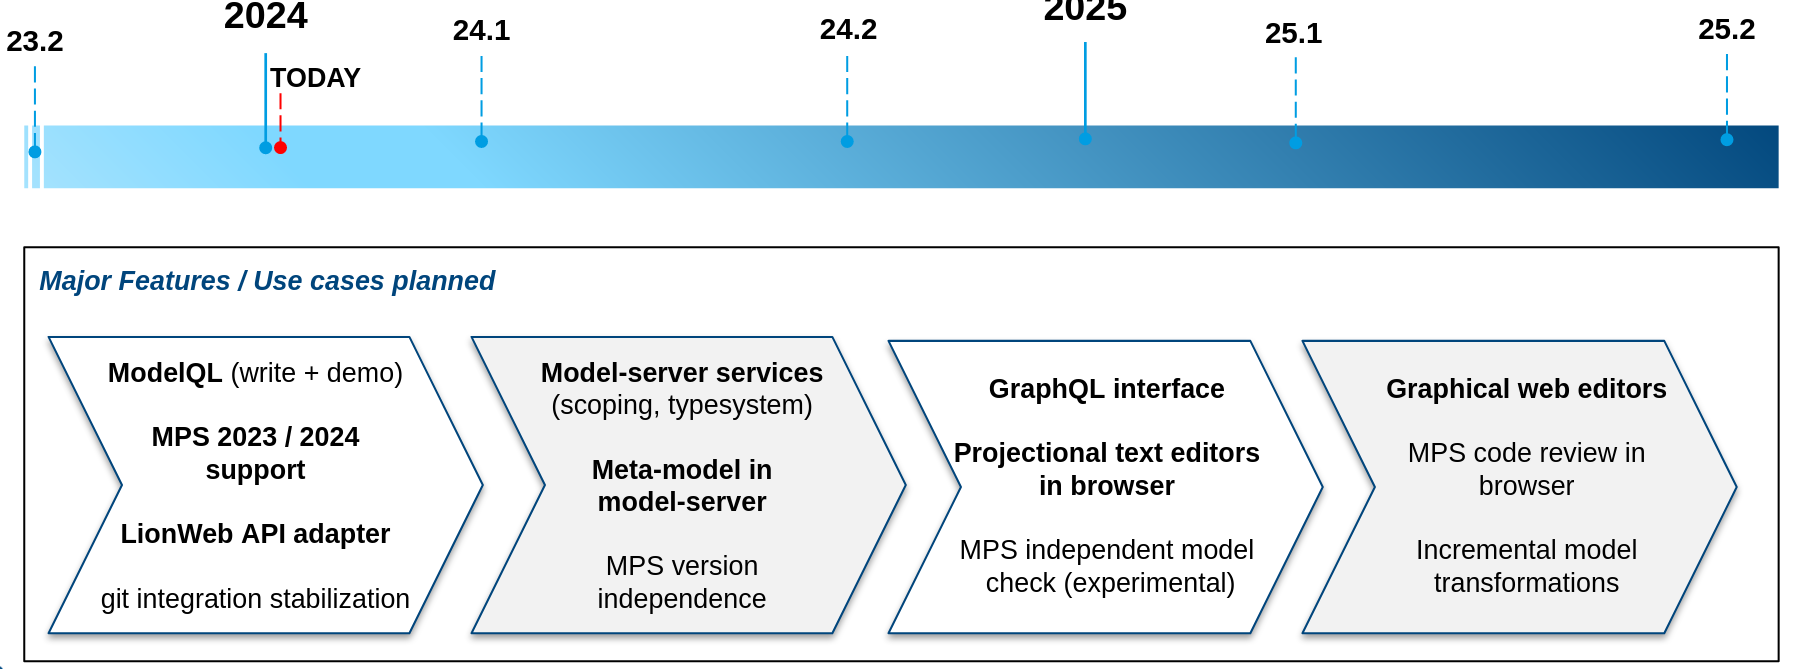 2024
2025
23.2
24.1
24.2
25.1
25.2
TODAY
Major Features / Use cases planned
ModelQL (write + demo)
MPS 2023 / 2024
support
LionWeb API adapter
git integration stabilization
Model-server services
(scoping, typesystem)
Meta-model in
model-server
MPS version
independence
GraphQL interface
Projectional text editors
in browser
MPS independent model
check (experimental)
Graphical web editors
MPS code review in
browser
Incremental model
transformations